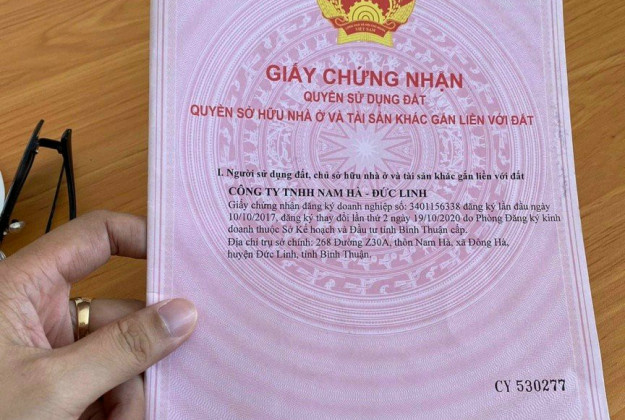 VIỆT NAM
GIẤY CHỨNG NHẬN
QUYỀN SỬ DỤNG ĐẤT
QUYỀN SỞ HỮU NHÀ Ở VÀ TÀI SẢN KHÁC GẮN LIỀN VỚI ĐẤT
I. Người sử dụng đất, chủ sở hữu nhà ở và tài sản khác gắn liền với đất
CÔNG TY TNHH NAM HÀ - ĐỨC LINH
Giấy chứng nhận đăng ký doanh nghiệp số: 3401156338 đăng ký lần đầu ngày
10/10/2017, đăng ký thay đổi lần thứ 2 ngày 19/10/2020 do Phòng Đăng ký kinh
doanh thuộc Sở Kế hoạch và Đầu tư tỉnh Bình Thuận cấp.
Địa chỉ trụ sở chính: 268 Đường Z30A, thôn Nam Hà, xã Đông Hà,
huyện Đức Linh, tỉnh Bình Thuận.
CY 530277